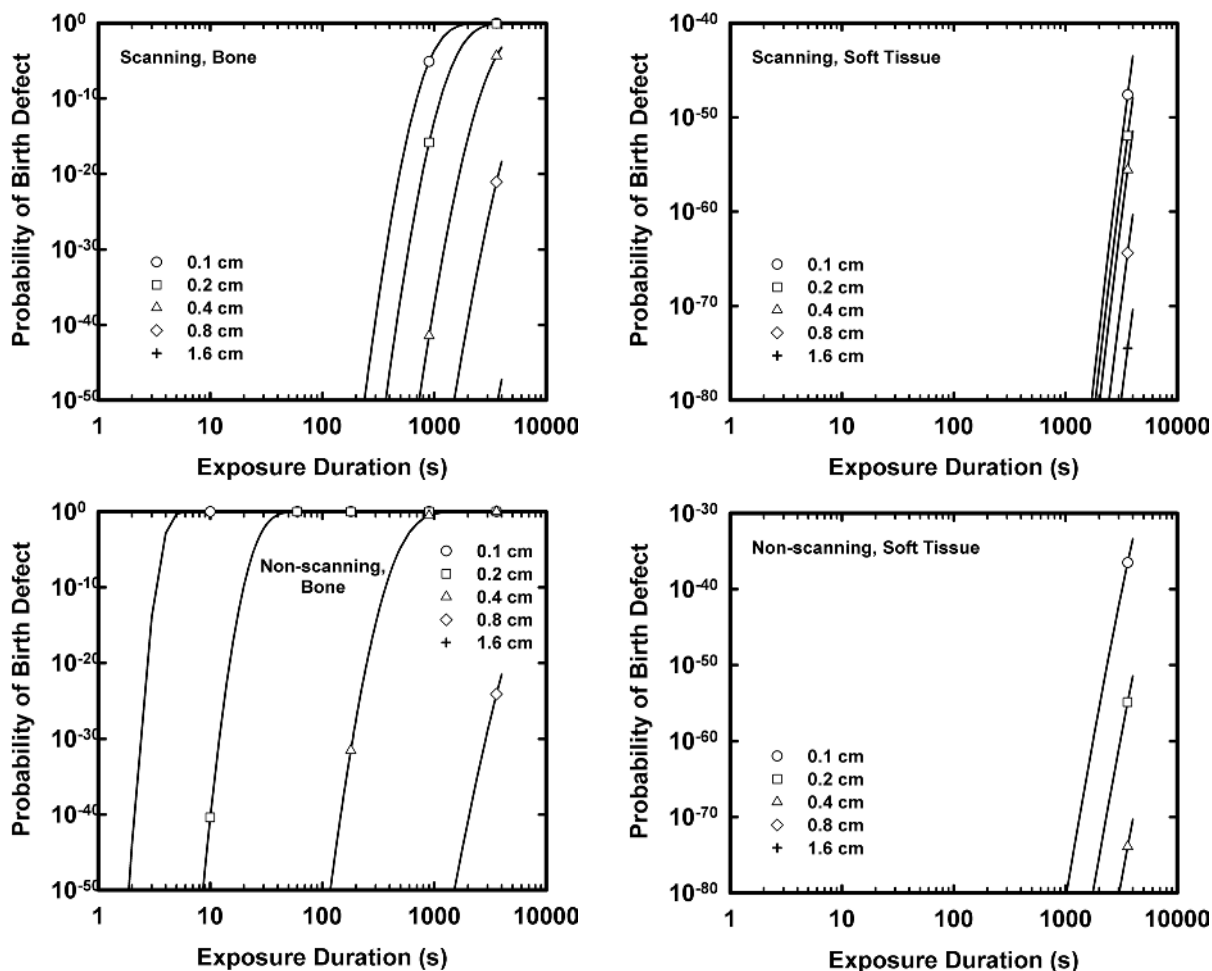 Probability of Birth Defect
10⁰
10⁻¹⁰
10⁻²⁰
10⁻³⁰
10⁻⁴⁰
10⁻⁵⁰
Scanning, Bone
0.1 cm
0.2 cm
0.4 cm
0.8 cm
1.6 cm
1 10 100 1000 10000
Exposure Duration (s)
Probability of Birth Defect
10⁻⁴⁰
10⁻⁵⁰
10⁻⁶⁰
10⁻⁷⁰
10⁻⁸⁰
Scanning, Soft Tissue
0.1 cm
0.2 cm
0.4 cm
0.8 cm
1.6 cm
1 10 100 1000 10000
Exposure Duration (s)
Probability of Birth Defect
10⁰
10⁻¹⁰
10⁻²⁰
10⁻³⁰
10⁻⁴⁰
10⁻⁵⁰
Non-scanning,
Bone
0.1 cm
0.2 cm
0.4 cm
0.8 cm
1.6 cm
1 10 100 1000 10000
Exposure Duration (s)
Probability of Birth Defect
10⁻³⁰
10⁻⁴⁰
10⁻⁵⁰
10⁻⁶⁰
10⁻⁷⁰
10⁻⁸⁰
Non-scanning, Soft Tissue
0.1 cm
0.2 cm
0.4 cm
0.8 cm
1.6 cm
1 10 100 1000 10000
Exposure Duration (s)